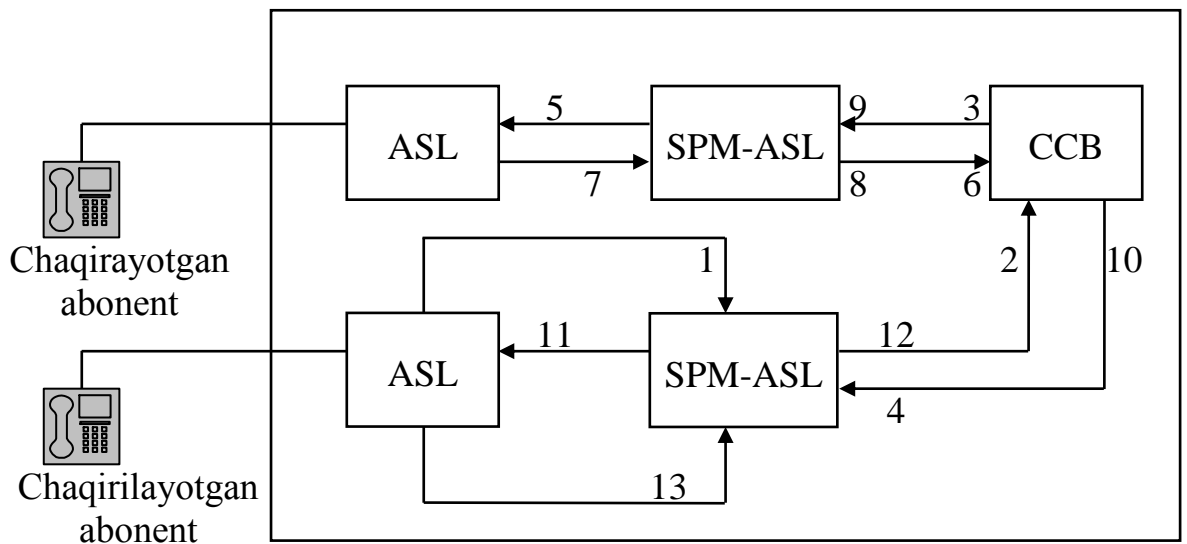 5
9
3
ASL
SPM-ASL
CCB
7
8
6
Chaqirayotgan
abonent
1
2
10
11
12
ASL
SPM-ASL
4
Chaqirilayotgan
abonent
13